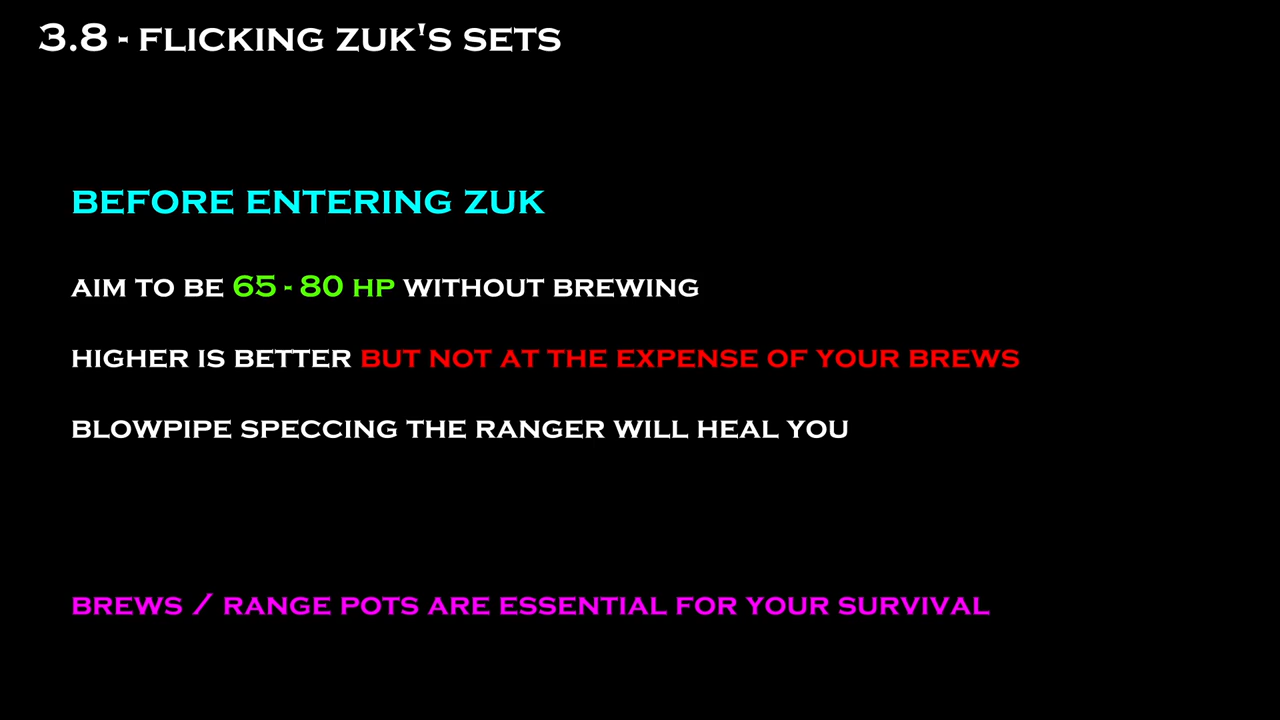 3.8 - FLICKING ZUK'S SETS
BEFORE ENTERING ZUK
AIM TO BE 65 - 80 HP WITHOUT BREWING
HIGHER IS BETTER BUT NOT AT THE EXPENSE OF YOUR BREWS
BLOWPIPE SPECCING THE RANGER WILL HEAL YOU
BREWS / RANGE POTS ARE ESSENTIAL FOR YOUR SURVIVAL